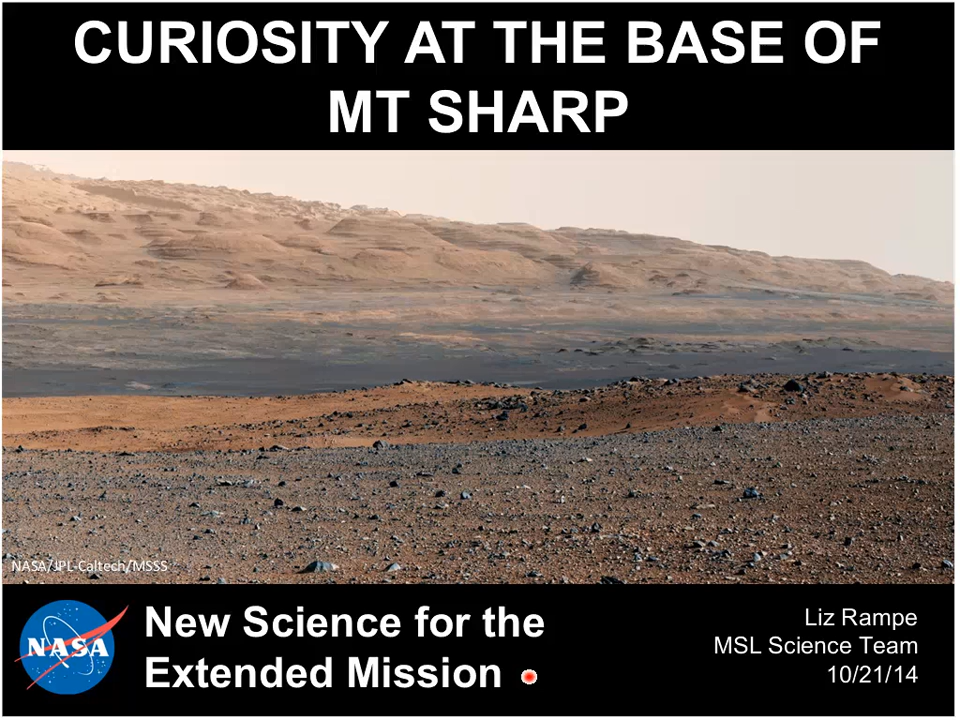 CURIOSITY AT THE BASE OF
MT SHARP
NASA/JPL-Caltech/MSSS
NASA
New Science for the
Extended Mission
Liz Rampe
MSL Science Team
10/21/14